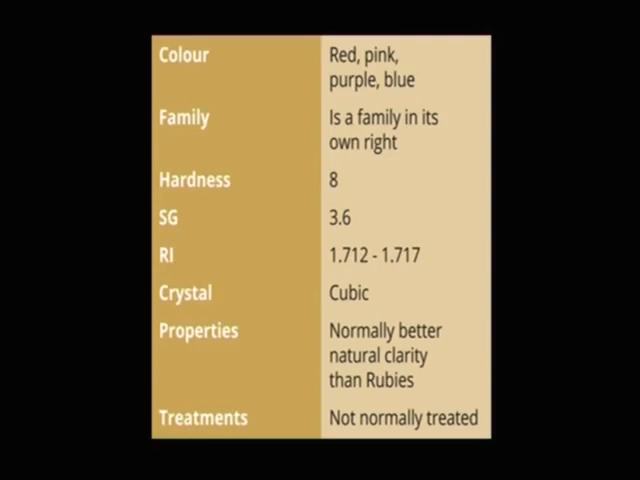 Colour Red, pink,
purple, blue
Family Is a family in its
own right
Hardness 8
SG 3.6
RI 1.712 - 1.717
Crystal Cubic
Properties Normally better
natural clarity
than Rubies
Treatments Not normally treated